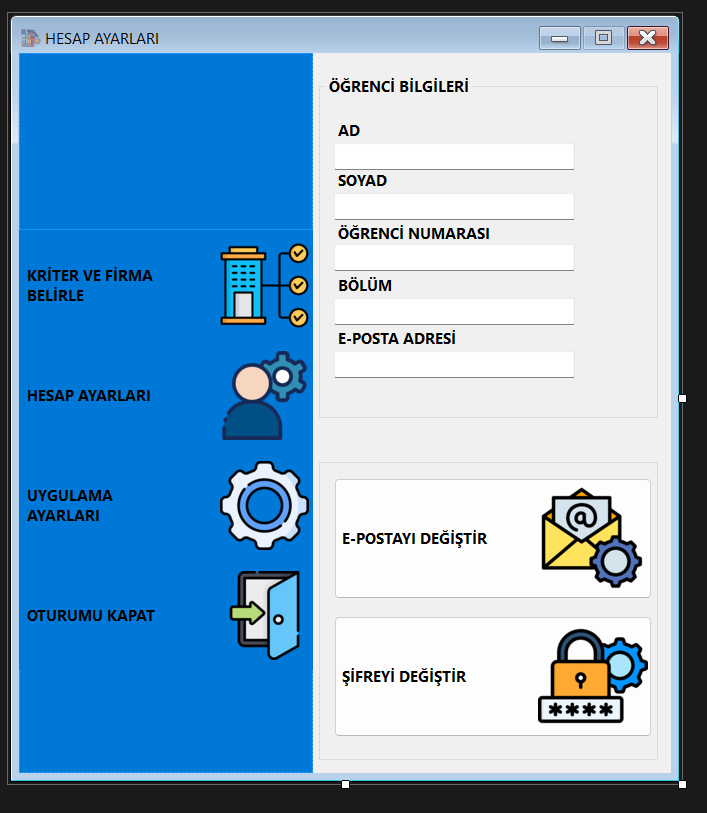 HESAP AYARLARI
KRİTER VE FİRMA
BELİRLE
HESAP AYARLARI
UYGULAMA
AYARLARI
OTURUMU KAPAT
ÖĞRENCİ BİLGİLERİ
AD
SOYAD
ÖĞRENCİ NUMARASI
BÖLÜM
E-POSTA ADRESİ
E-POSTAYI DEĞİŞTİR
@
ŞİFREYİ DEĞİŞTİR
****